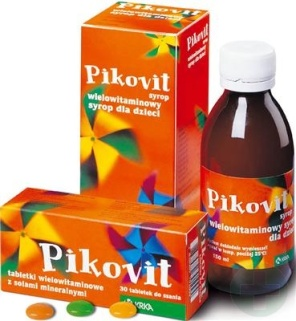 Pikovit
syrop
wielowitaminowy
syrop dla dzieci
Pikovit
syrop
wielowitaminowy
syrop dla dzieci
150 ml
KRKA
Pikovit
tabletki wielowitaminowe
z solami mineralnymi
30 tabletek do ssania
KRKA